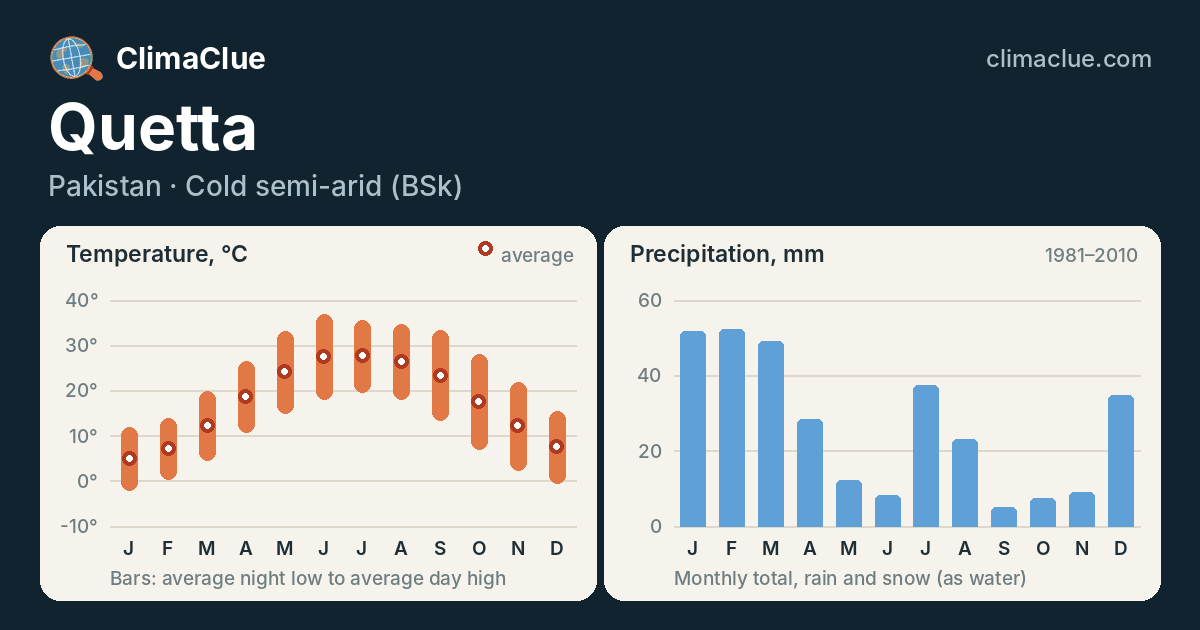 ClimaClue
climaclue.com
Quetta
Pakistan · Cold semi-arid (BSk)
Temperature, °C
average
40°
30°
20°
10°
0°
-10°
J F M A M J J A S O N D
Bars: average night low to average day high
Precipitation, mm
1981–2010
60
40
20
0
J F M A M J J A S O N D
Monthly total, rain and snow (as water)